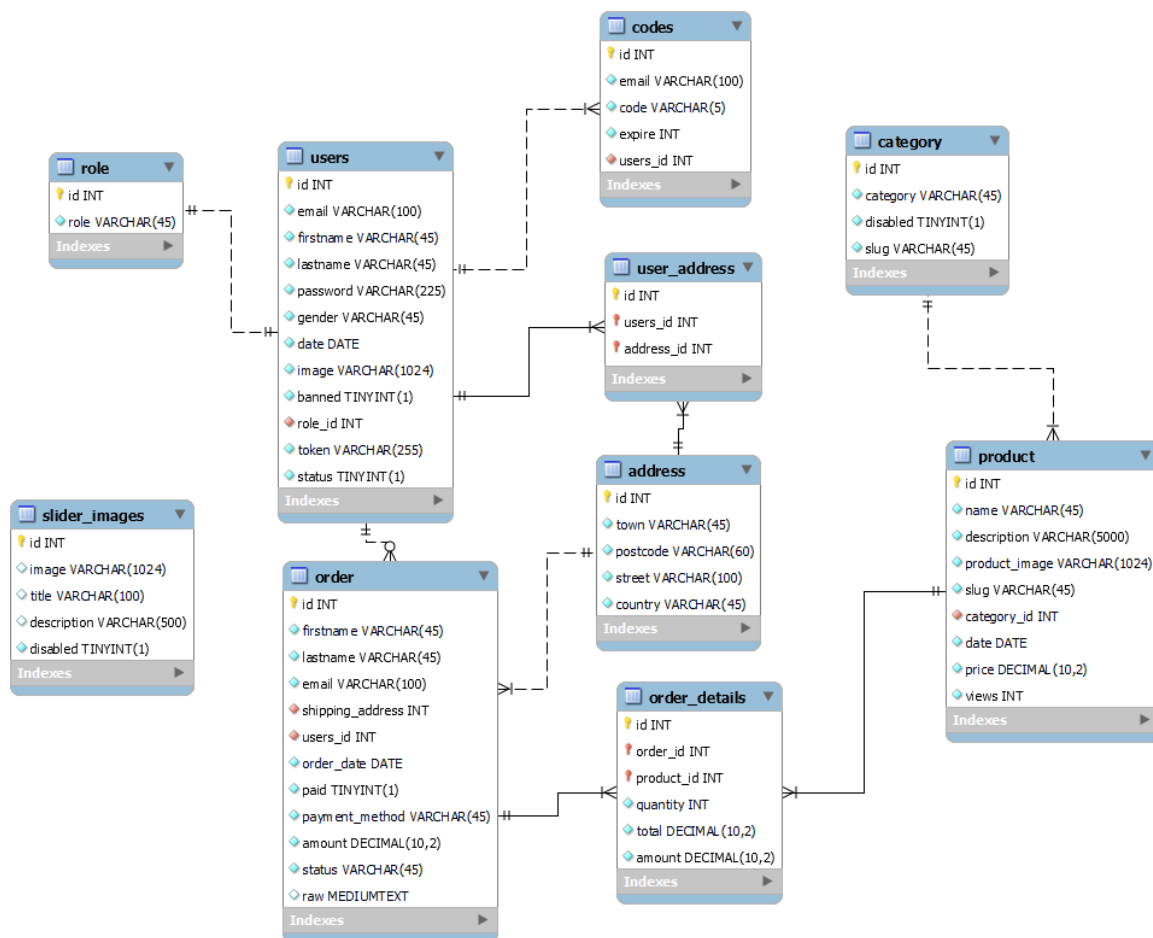 codes
id INT
email VARCHAR(100)
code VARCHAR(5)
expire INT
users_id INT
Indexes
role
id INT
role VARCHAR(45)
Indexes
users
id INT
email VARCHAR(100)
firstname VARCHAR(45)
lastname VARCHAR(45)
password VARCHAR(225)
gender VARCHAR(45)
date DATE
image VARCHAR(1024)
banned TINYINT(1)
role_id INT
token VARCHAR(255)
status TINYINT(1)
Indexes
category
id INT
category VARCHAR(45)
disabled TINYINT(1)
slug VARCHAR(45)
Indexes
user_address
id INT
users_id INT
address_id INT
Indexes
address
id INT
town VARCHAR(45)
postcode VARCHAR(60)
street VARCHAR(100)
country VARCHAR(45)
Indexes
product
id INT
name VARCHAR(45)
description VARCHAR(5000)
product_image VARCHAR(1024)
slug VARCHAR(45)
category_id INT
date DATE
price DECIMAL(10,2)
views INT
Indexes
slider_images
id INT
image VARCHAR(1024)
title VARCHAR(100)
description VARCHAR(500)
disabled TINYINT(1)
Indexes
order
id INT
firstname VARCHAR(45)
lastname VARCHAR(45)
email VARCHAR(100)
shipping_address INT
users_id INT
order_date DATE
paid TINYINT(1)
payment_method VARCHAR(45)
amount DECIMAL(10,2)
status VARCHAR(45)
raw MEDIUMTEXT
Indexes
order_details
id INT
order_id INT
product_id INT
quantity INT
total DECIMAL(10,2)
amount DECIMAL(10,2)
Indexes